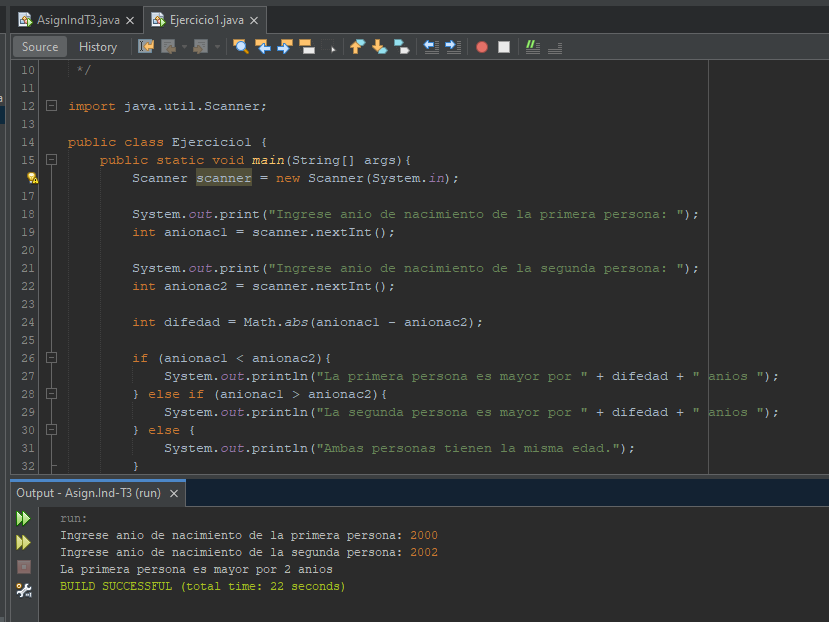 AsignIndT3.java × Ejercicio1.java ×
Source History
10 */
11
12 import java.util.Scanner;
13
14 public class Ejercicio1 {
15 public static void main(String[] args){
Scanner scanner = new Scanner(System.in);
17
18 System.out.print("Ingrese anio de nacimiento de la primera persona: ");
19 int anionac1 = scanner.nextInt();
20
21 System.out.print("Ingrese anio de nacimiento de la segunda persona: ");
22 int anionac2 = scanner.nextInt();
23
24 int difedad = Math.abs(anionac1 - anionac2);
25
26 if (anionac1 < anionac2){
27 System.out.println("La primera persona es mayor por " + difedad + " anios ");
28 } else if (anionac1 > anionac2){
29 System.out.println("La segunda persona es mayor por " + difedad + " anios ");
30 } else {
31 System.out.println("Ambas personas tienen la misma edad.");
32 }
Output - Asign.Ind-T3 (run) ×
run:
Ingrese anio de nacimiento de la primera persona: 2000
Ingrese anio de nacimiento de la segunda persona: 2002
La primera persona es mayor por 2 anios
BUILD SUCCESSFUL (total time: 22 seconds)